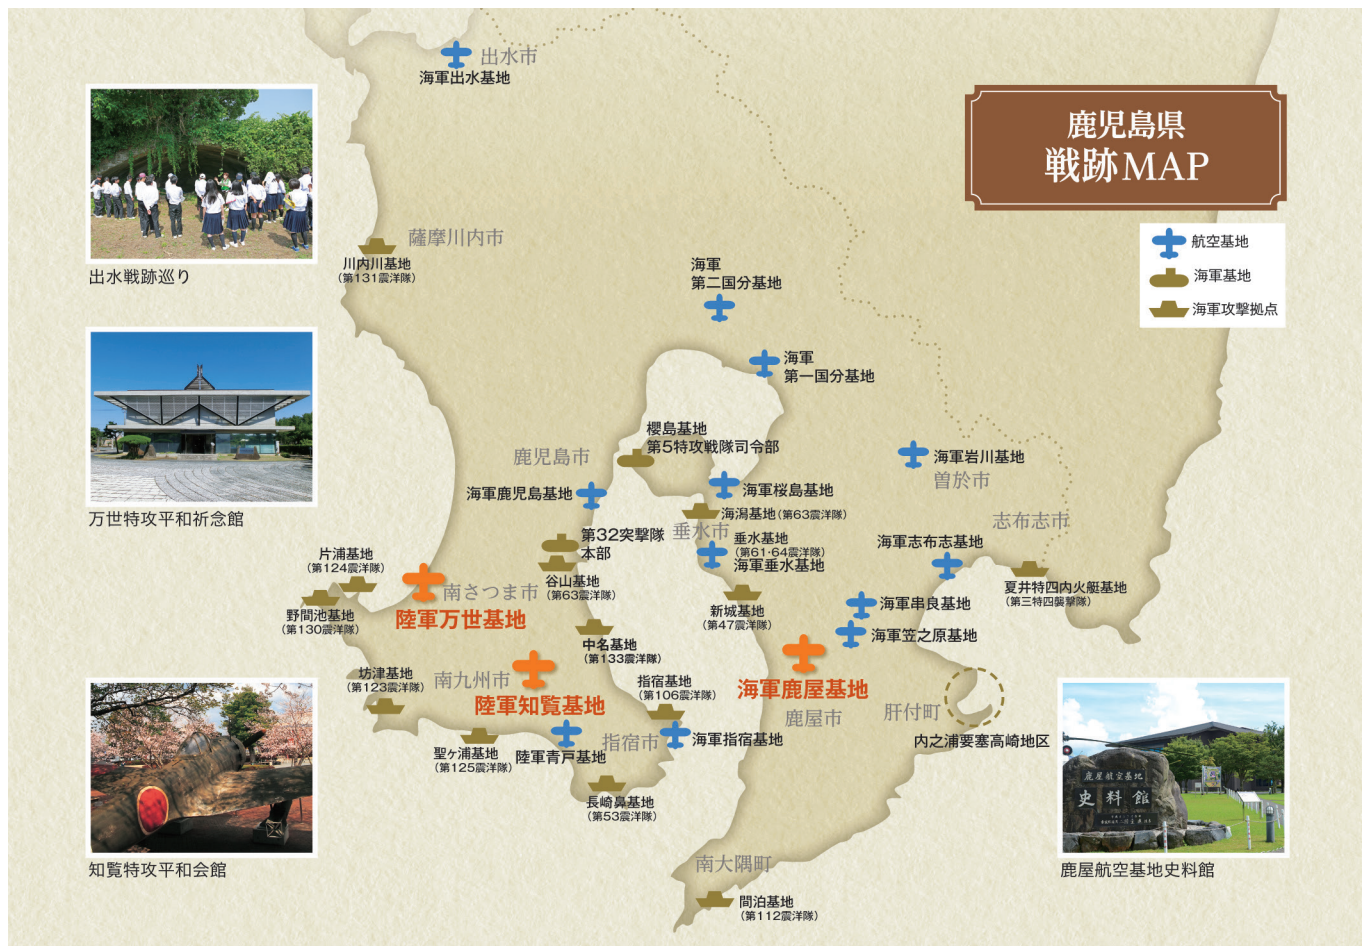 鹿児島県
戦跡MAP
航空基地
海軍基地
海軍攻撃拠点
出水市
海軍出水基地
出水戦跡巡り
薩摩川内市
川内川基地
(第131震洋隊)
海軍
第二国分基地
海軍
第一国分基地
万世特攻平和祈念館
櫻島基地
第5特攻戦隊司令部
鹿児島市
海軍鹿児島基地
海軍桜島基地
海潟基地(第63震洋隊)
海軍岩川基地
曽於市
志布志市
第32突撃隊
本部
垂水市
垂水基地
(第61・64震洋隊)
海軍垂水基地
海軍志布志基地
片浦基地
(第124震洋隊)
野間池基地
(第130震洋隊)
南さつま市
陸軍万世基地
谷山基地
(第63震洋隊)
新城基地
(第47震洋隊)
夏井特四内火艇基地
(第三特四襲撃隊)
海軍串良基地
海軍笠之原基地
中名基地
(第133震洋隊)
坊津基地
(第123震洋隊)
南九州市
陸軍知覧基地
指宿基地
(第106震洋隊)
海軍鹿屋基地
鹿屋市
肝付町
内之浦要塞高崎地区
聖ヶ浦基地
(第125震洋隊)
陸軍青戸基地
指宿市
海軍指宿基地
長崎鼻基地
(第53震洋隊)
南大隅町
間泊基地
(第112震洋隊)
知覧特攻平和会館
鹿屋航空基地
史料館
鹿屋航空基地史料館